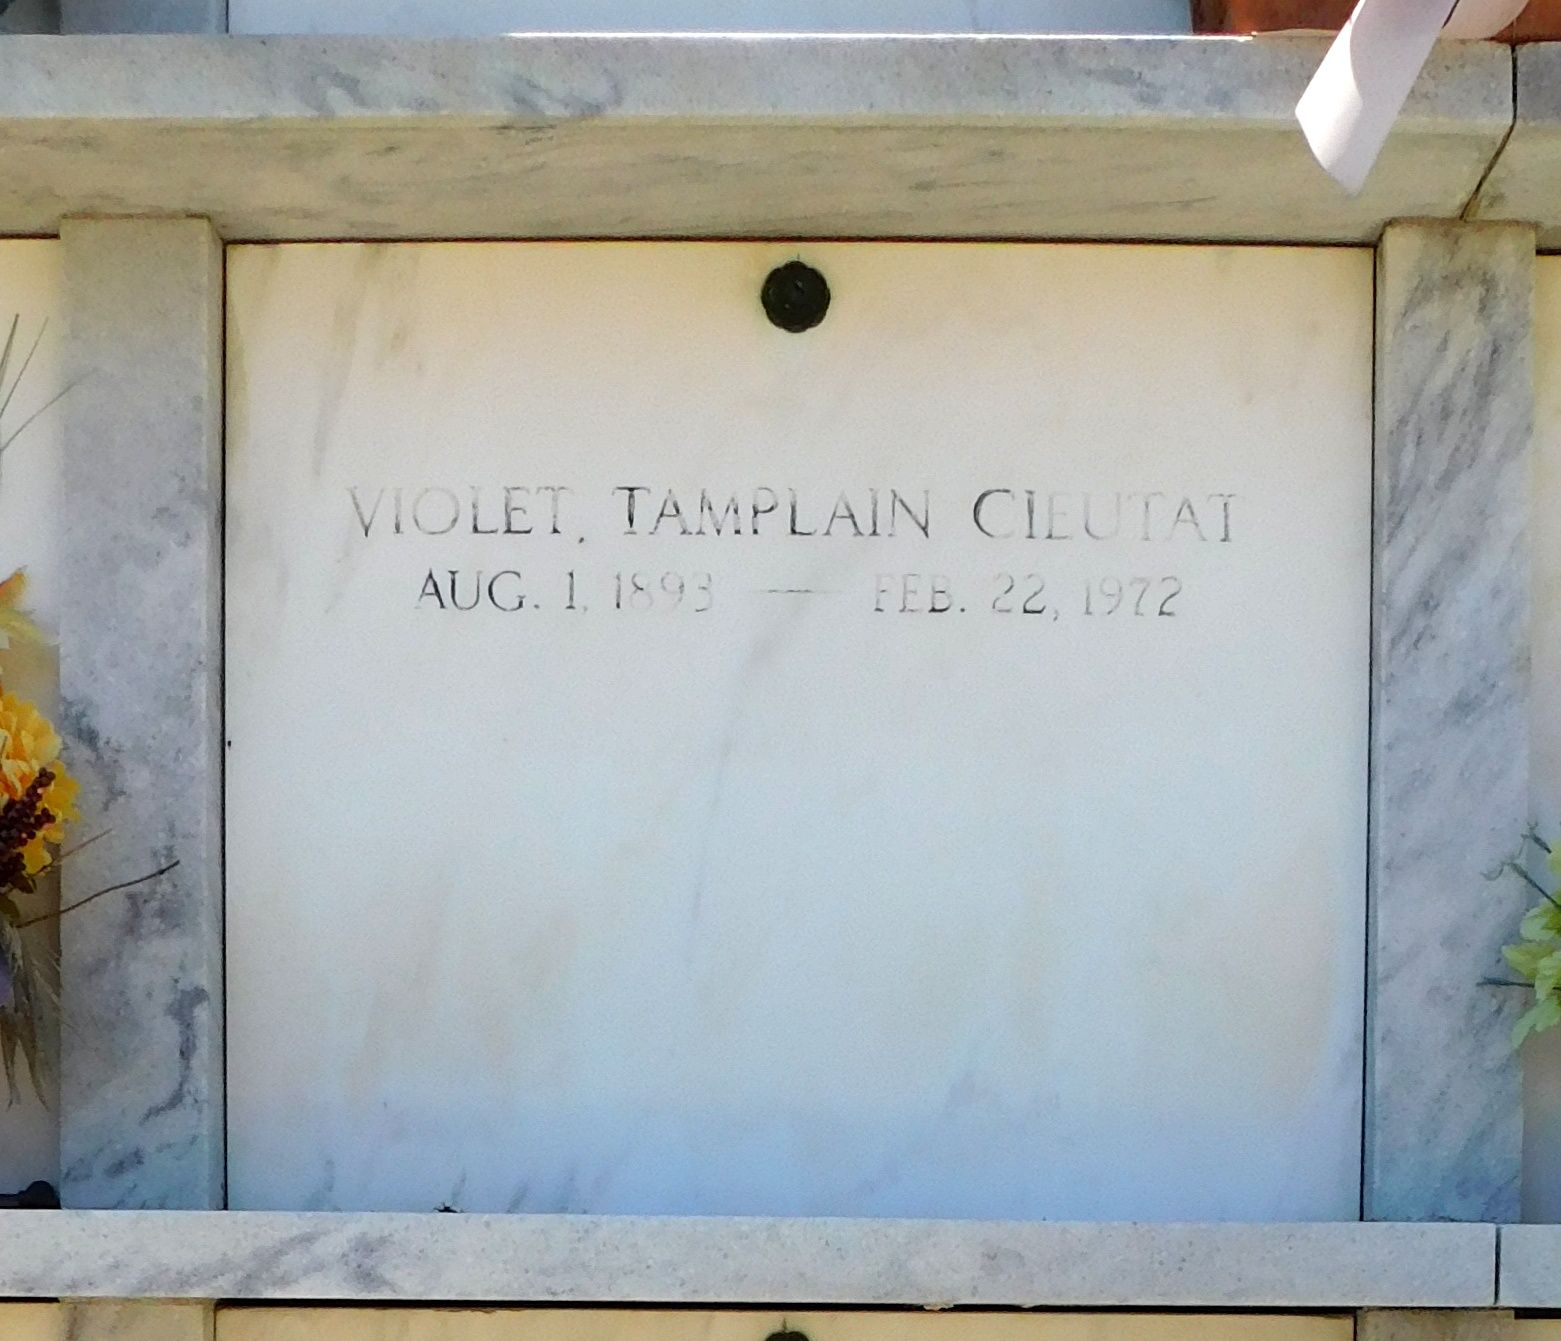 VIOLET, TAMPLAIN CIEUTAT
AUG. 1, 1893 — FEB. 22, 1972